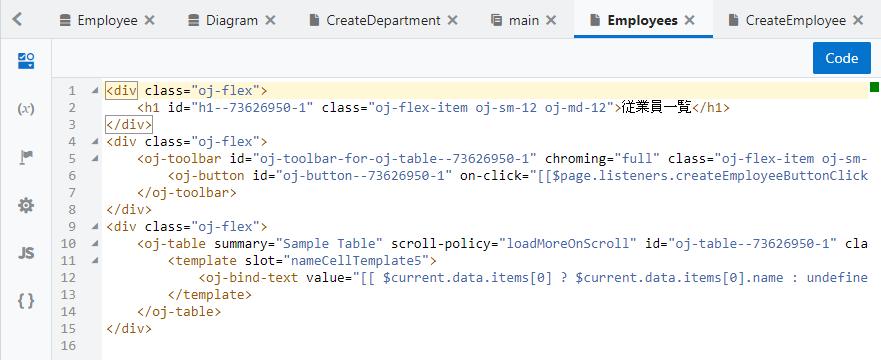 Employee Diagram CreateDepartment main Employees CreateEmployee
Code
(x)
JS
{ }
1 <div class="oj-flex">
2 <h1 id="h1--73626950-1" class="oj-flex-item oj-sm-12 oj-md-12">従業員一覧</h1>
3 </div>
4 <div class="oj-flex">
5 <oj-toolbar id="oj-toolbar-for-oj-table--73626950-1" chroming="full" class="oj-flex-item oj-sm-
6 <oj-button id="oj-button--73626950-1" on-click="[[$page.listeners.createEmployeeButtonClick
7 </oj-toolbar>
8 </div>
9 <div class="oj-flex">
10 <oj-table summary="Sample Table" scroll-policy="loadMoreOnScroll" id="oj-table--73626950-1" cla
11 <template slot="nameCellTemplate5">
12 <oj-bind-text value="[[ $current.data.items[0] ? $current.data.items[0].name : undefine
13 </template>
14 </oj-table>
15 </div>
16